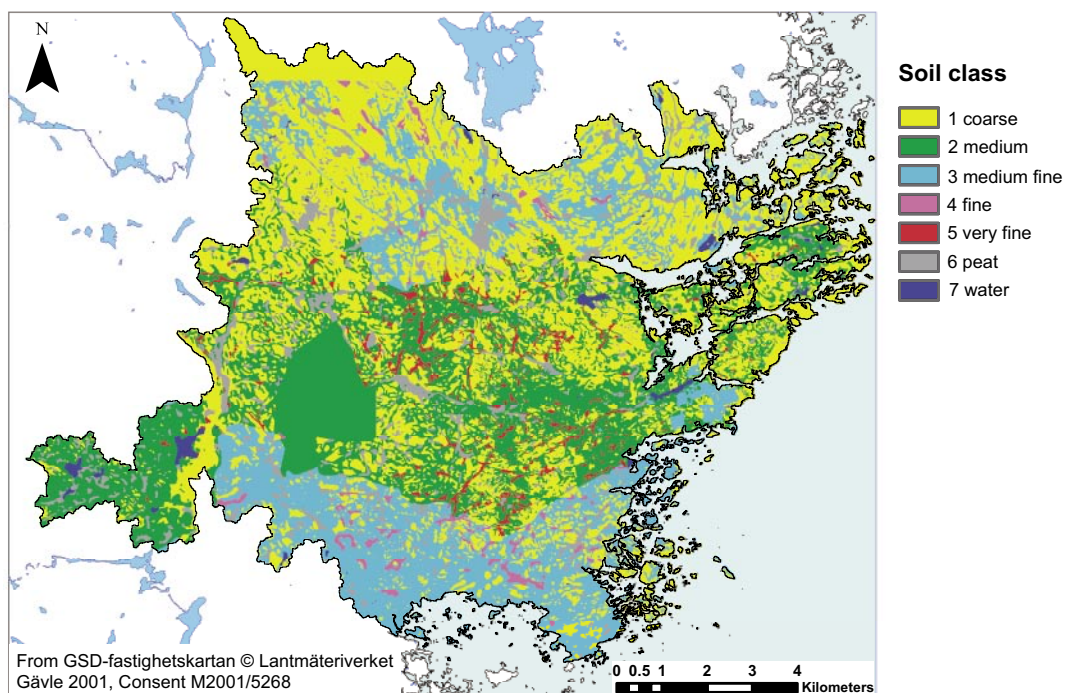 N
Soil class
1 coarse
2 medium
3 medium fine
4 fine
5 very fine
6 peat
7 water
From GSD-fastighetskartan © Lantmäteriverket
Gävle 2001, Consent M2001/5268
0 0.5 1 2 3 4
Kilometers